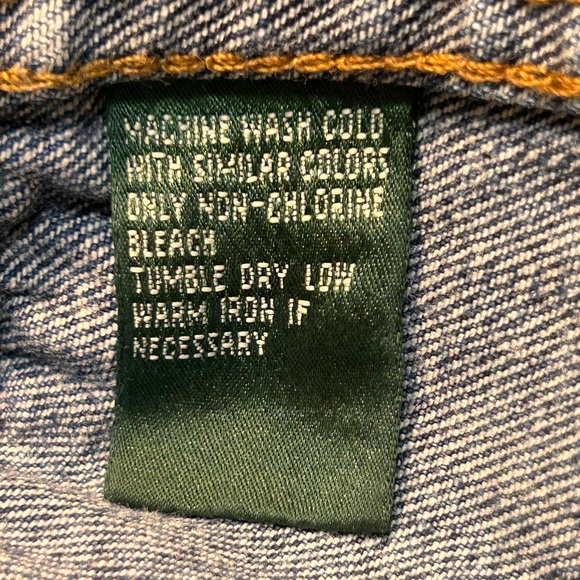 MACHINE WASH COLD
WITH SIMILAR COLORS
ONLY NON-CHLORINE
BLEACH
TUMBLE DRY LOW
WARM IRON IF
NECESSARY